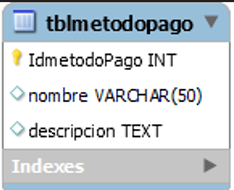 tblmetodopago
IdmetodoPago INT
nombre VARCHAR(50)
descripcion TEXT
Indexes